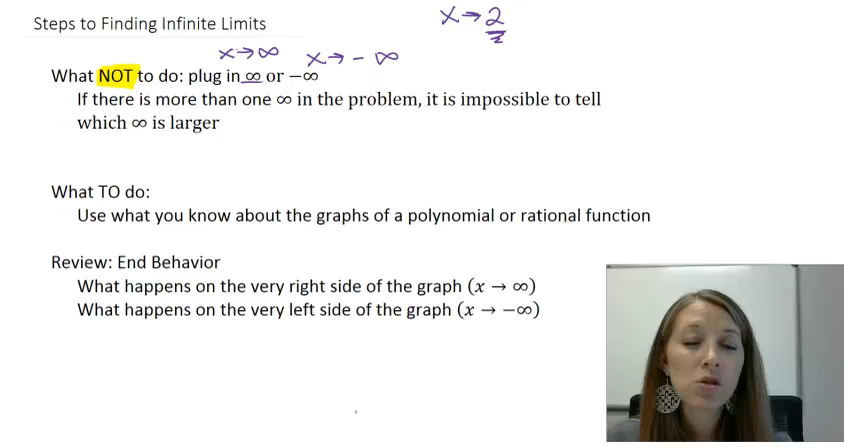 Steps to Finding Infinite Limits
x→2
x→∞ x→-∞
What NOT to do: plug in ∞ or −∞
If there is more than one ∞ in the problem, it is impossible to tell
which ∞ is larger
What TO do:
Use what you know about the graphs of a polynomial or rational function
Review: End Behavior
What happens on the very right side of the graph (x → ∞)
What happens on the very left side of the graph (x → −∞)